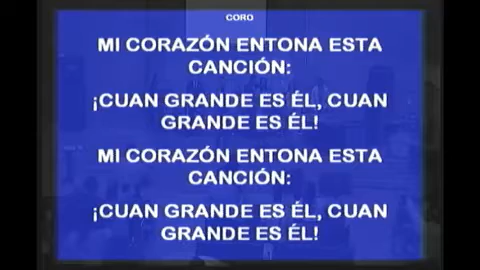 CORO
MI CORAZÓN ENTONA ESTA
CANCIÓN:
¡CUAN GRANDE ES ÉL, CUAN
GRANDE ES ÉL!
MI CORAZÓN ENTONA ESTA
CANCIÓN:
¡CUAN GRANDE ES ÉL, CUAN
GRANDE ES ÉL!